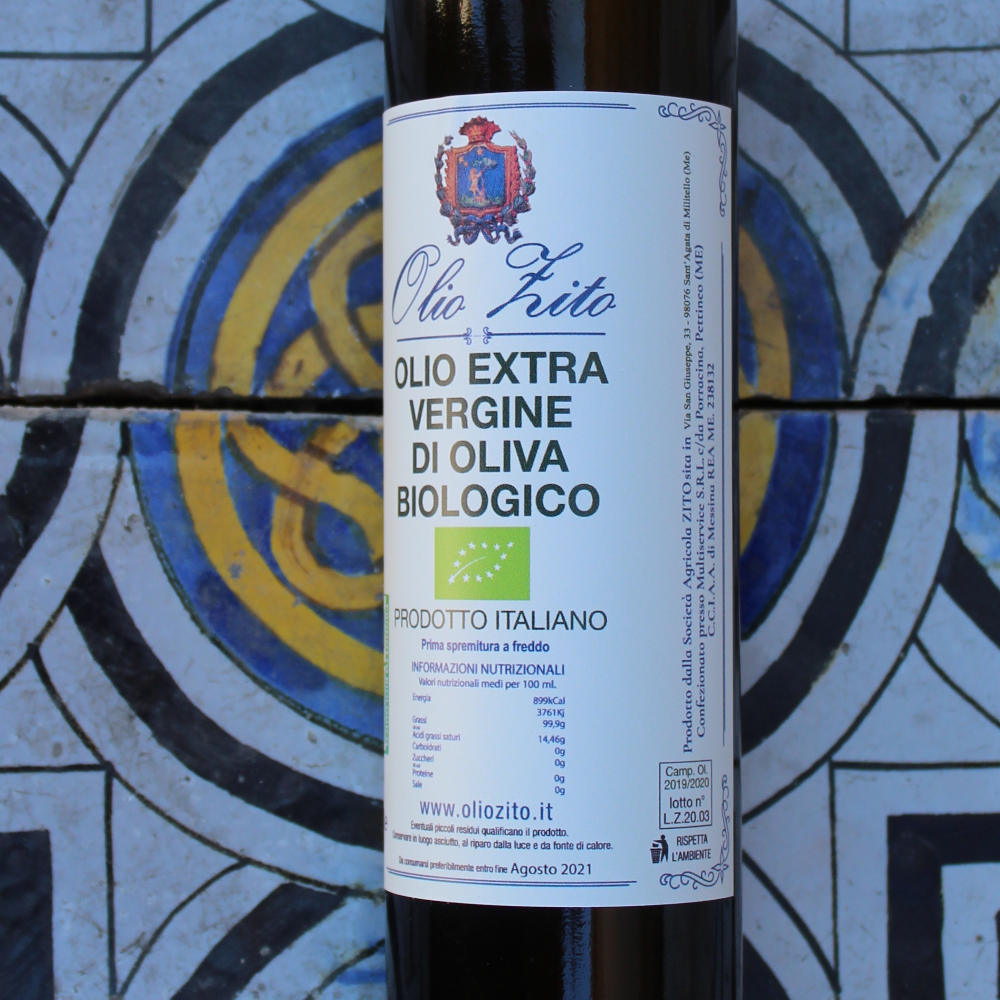 Olio Zito
OLIO EXTRA
VERGINE
DI OLIVA
BIOLOGICO
PRODOTTO ITALIANO
Prima spremitura a freddo
INFORMAZIONI NUTRIZIONALI
Valori nutrizionali medi per 100 ml.
Energia 899kCal
3761Kj
Grassi 99,9g
di cui
Acidi grassi saturi 14,46g
Carboidrati 0g
Zuccheri 0g
di cui
Proteine 0g
Sale 0g
www.oliozito.it
Eventuali piccoli residui qualificano il prodotto.
Conservare in luogo asciutto, al riparo dalla luce e da fonte di calore.
Da consumarsi preferibilmente entro fine Agosto 2021
Prodotto dalla Società Agricola ZITO sita in Via San Giuseppe, 33 - 98076 Sant'Agata di Militello (Me)
Confezionato presso Multiservice S.R.L. c/da Porracina, Pettineo (ME)
C.C.I.A.A. di Messina REA ME. 238132
Camp. Ol.
2019/2020
lotto n°
L.Z.20.03
RISPETTA
L'AMBIENTE